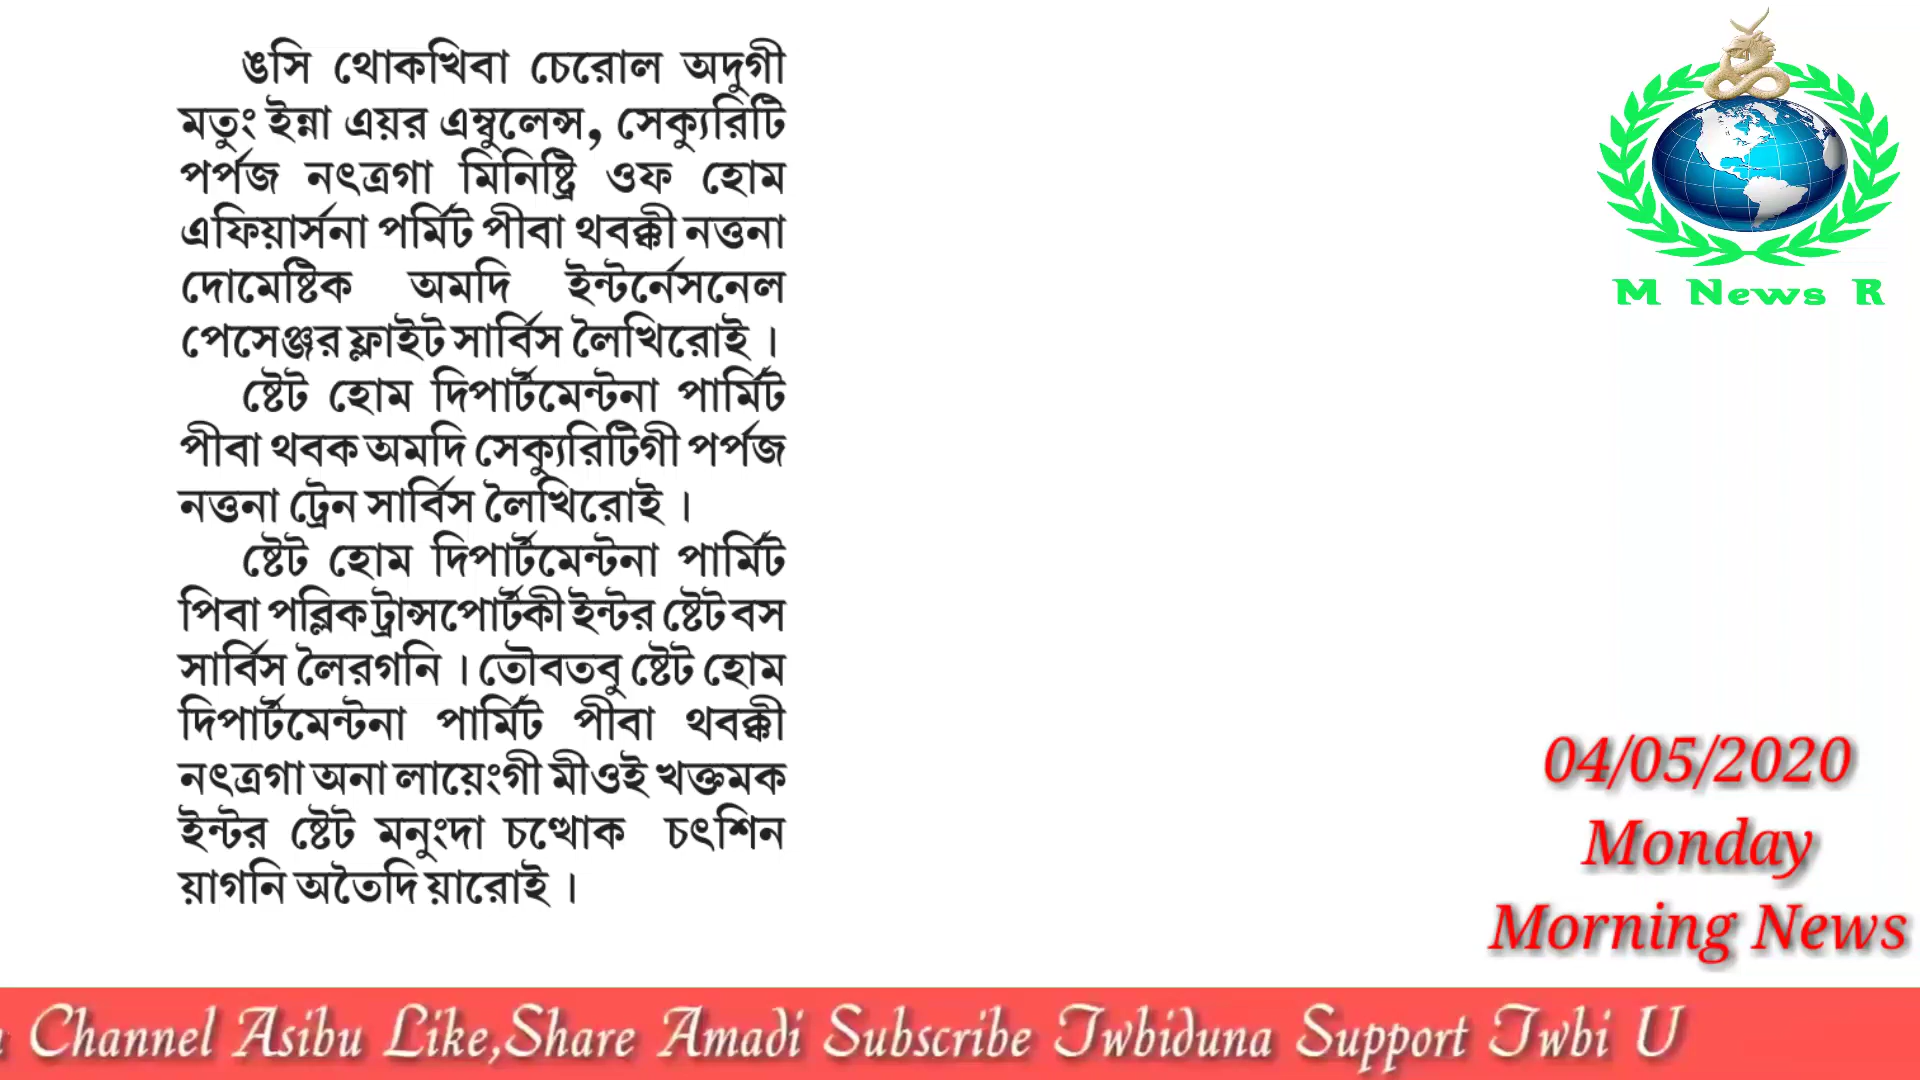 ঙসি থোকখিবা চেরোল অদুগী
মতুং ইন্না এয়র এম্বুলেন্স, সেক্যুরিটি
পর্পজ নৎত্রগা মিনিষ্ট্রি ওফ হোম
এফিয়ার্সনা পর্মিট পীবা থবক্কী নত্তনা
দোমেষ্টিক অমদি ইন্টর্নেসনেল
পেসেঞ্জর ফ্লাইট সার্বিস লৈখিরোই ।
ষ্টেট হোম দিপার্টমেন্টনা পার্মিট
পীবা থবক অমদি সেক্যুরিটিগী পর্পজ
নত্তনা ট্রেন সার্বিস লৈখিরোই ।
ষ্টেট হোম দিপার্টমেন্টনা পার্মিট
পিবা পব্লিক ট্রান্সপোর্টকী ইন্টর ষ্টেট বস
সার্বিস লৈরগনি । তৌবতবু ষ্টেট হোম
দিপার্টমেন্টনা পার্মিট পীবা থবক্কী
নৎত্রগা অনা লায়েংগী মীওই খক্তমক
ইন্টর ষ্টেট মনুংদা চত্থোক চৎশিন
য়াগনি অতৈদি য়ারোই ।
M News R
04/05/2020
Monday
Morning News
Channel Asibu Like,Share Amadi Subscribe Twbiduna Support Twbi U